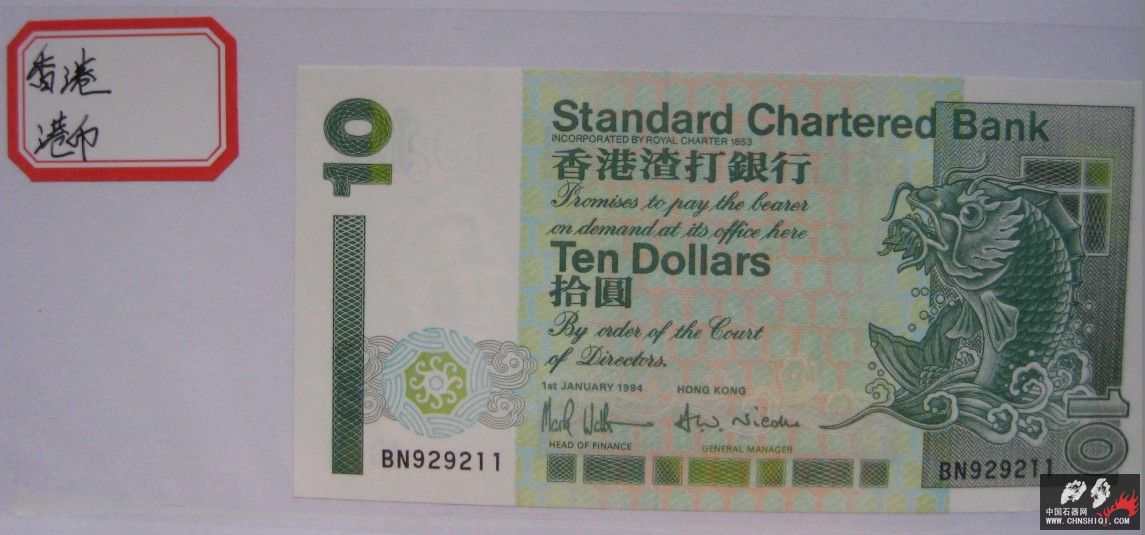 香港
港币
10
Standard Chartered Bank
INCORPORATED BY ROYAL CHARTER 1853
香港渣打銀行
Promises to pay the bearer
on demand at its office here
Ten Dollars
拾圓
By order of the Court
of Directors.
1st JANUARY 1994 HONG KONG
HEAD OF FINANCE GENERAL MANAGER
BN929211 BN929211
10
中国石器网
WWW.CHNSHIQI.COM